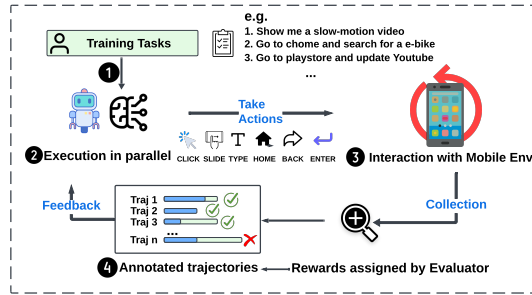 e.g.
Training Tasks
1. Show me a slow-motion video
2. Go to chome and search for a e-bike
3. Go to playstore and update Youtube
...
1
Take
Actions
CLICK SLIDE TYPE HOME BACK ENTER
2 Execution in parallel
3 Interaction with Mobile Env
Feedback
Traj 1
Traj 2
Traj 3
...
Traj n
Collection
4 Annotated trajectories
Rewards assigned by Evaluator